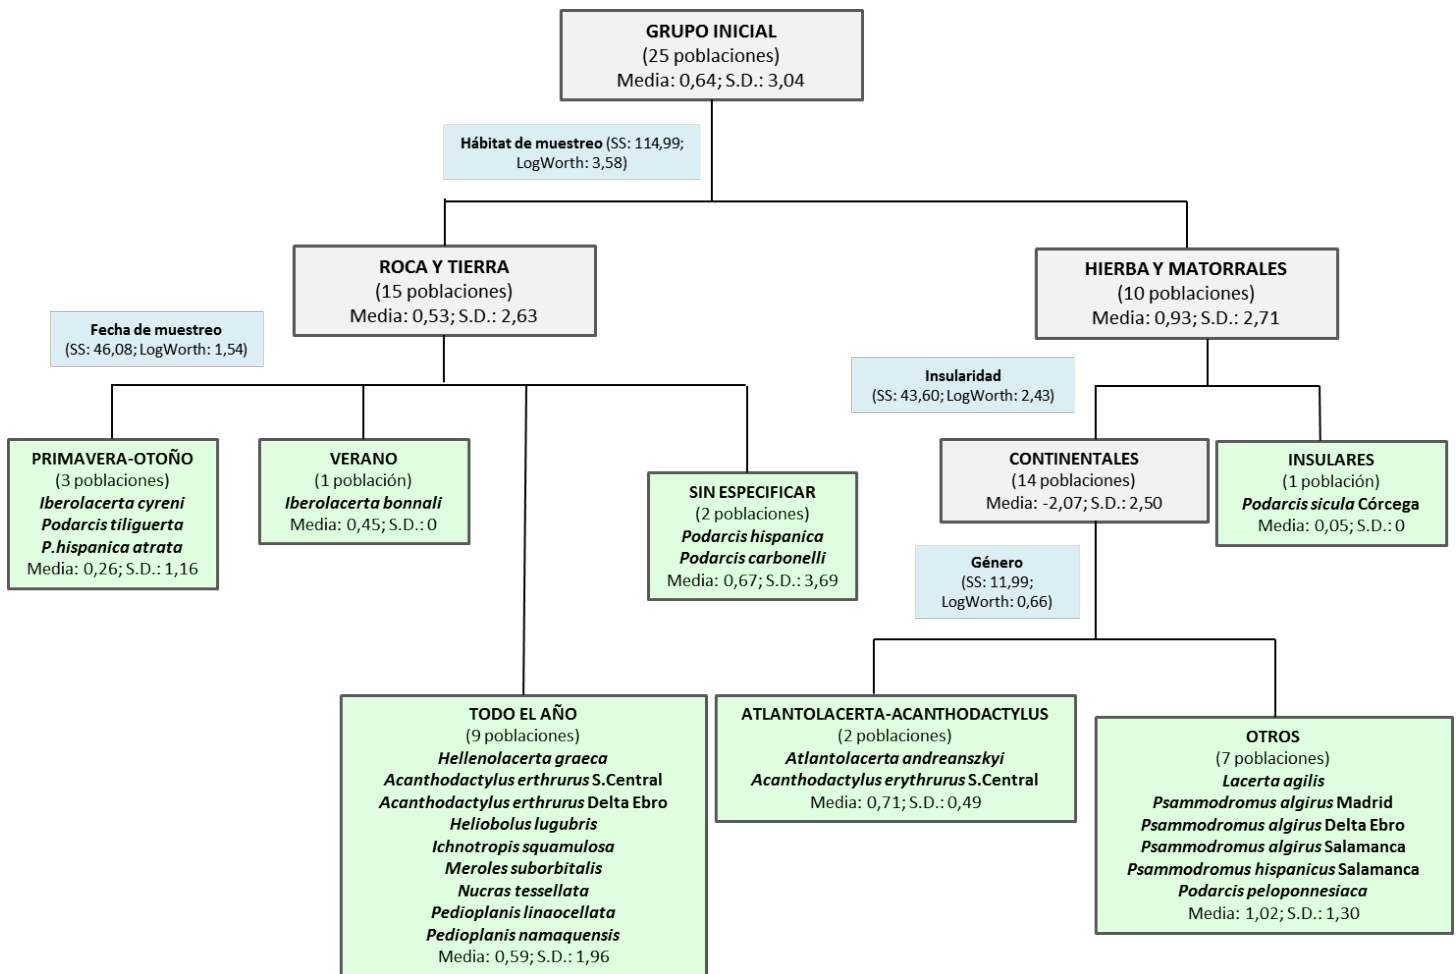 GRUPO INICIAL
(25 poblaciones)
Media: 0,64; S.D.: 3,04
Hábitat de muestreo (SS: 114,99;
LogWorth: 3,58)
ROCA Y TIERRA
(15 poblaciones)
Media: 0,53; S.D.: 2,63
HIERBA Y MATORRALES
(10 poblaciones)
Media: 0,93; S.D.: 2,71
Fecha de muestreo
(SS: 46,08; LogWorth: 1,54)
Insularidad
(SS: 43,60; LogWorth: 2,43)
PRIMAVERA-OTOÑO
(3 poblaciones)
Iberolacerta cyreni
Podarcis tiliguerta
P.hispanica atrata
Media: 0,26; S.D.: 1,16
VERANO
(1 población)
Iberolacerta bonnali
Media: 0,45; S.D.: 0
SIN ESPECIFICAR
(2 poblaciones)
Podarcis hispanica
Podarcis carbonelli
Media: 0,67; S.D.: 3,69
CONTINENTALES
(14 poblaciones)
Media: -2,07; S.D.: 2,50
INSULARES
(1 población)
Podarcis sicula Córcega
Media: 0,05; S.D.: 0
Género
(SS: 11,99;
LogWorth: 0,66)
TODO EL AÑO
(9 poblaciones)
Hellenolacerta graeca
Acanthodactylus erthrurus S.Central
Acanthodactylus erthrurus Delta Ebro
Heliobolus lugubris
Ichnotropis squamulosa
Meroles suborbitalis
Nucras tessellata
Pedioplanis linaocellata
Pedioplanis namaquensis
Media: 0,59; S.D.: 1,96
ATLANTOLACERTA-ACANTHODACTYLUS
(2 poblaciones)
Atlantolacerta andreanszkyi
Acanthodactylus erythrurus S.Central
Media: 0,71; S.D.: 0,49
OTROS
(7 poblaciones)
Lacerta agilis
Psammodromus algirus Madrid
Psammodromus algirus Delta Ebro
Psammodromus algirus Salamanca
Psammodromus hispanicus Salamanca
Podarcis peloponnesiaca
Media: 1,02; S.D.: 1,30